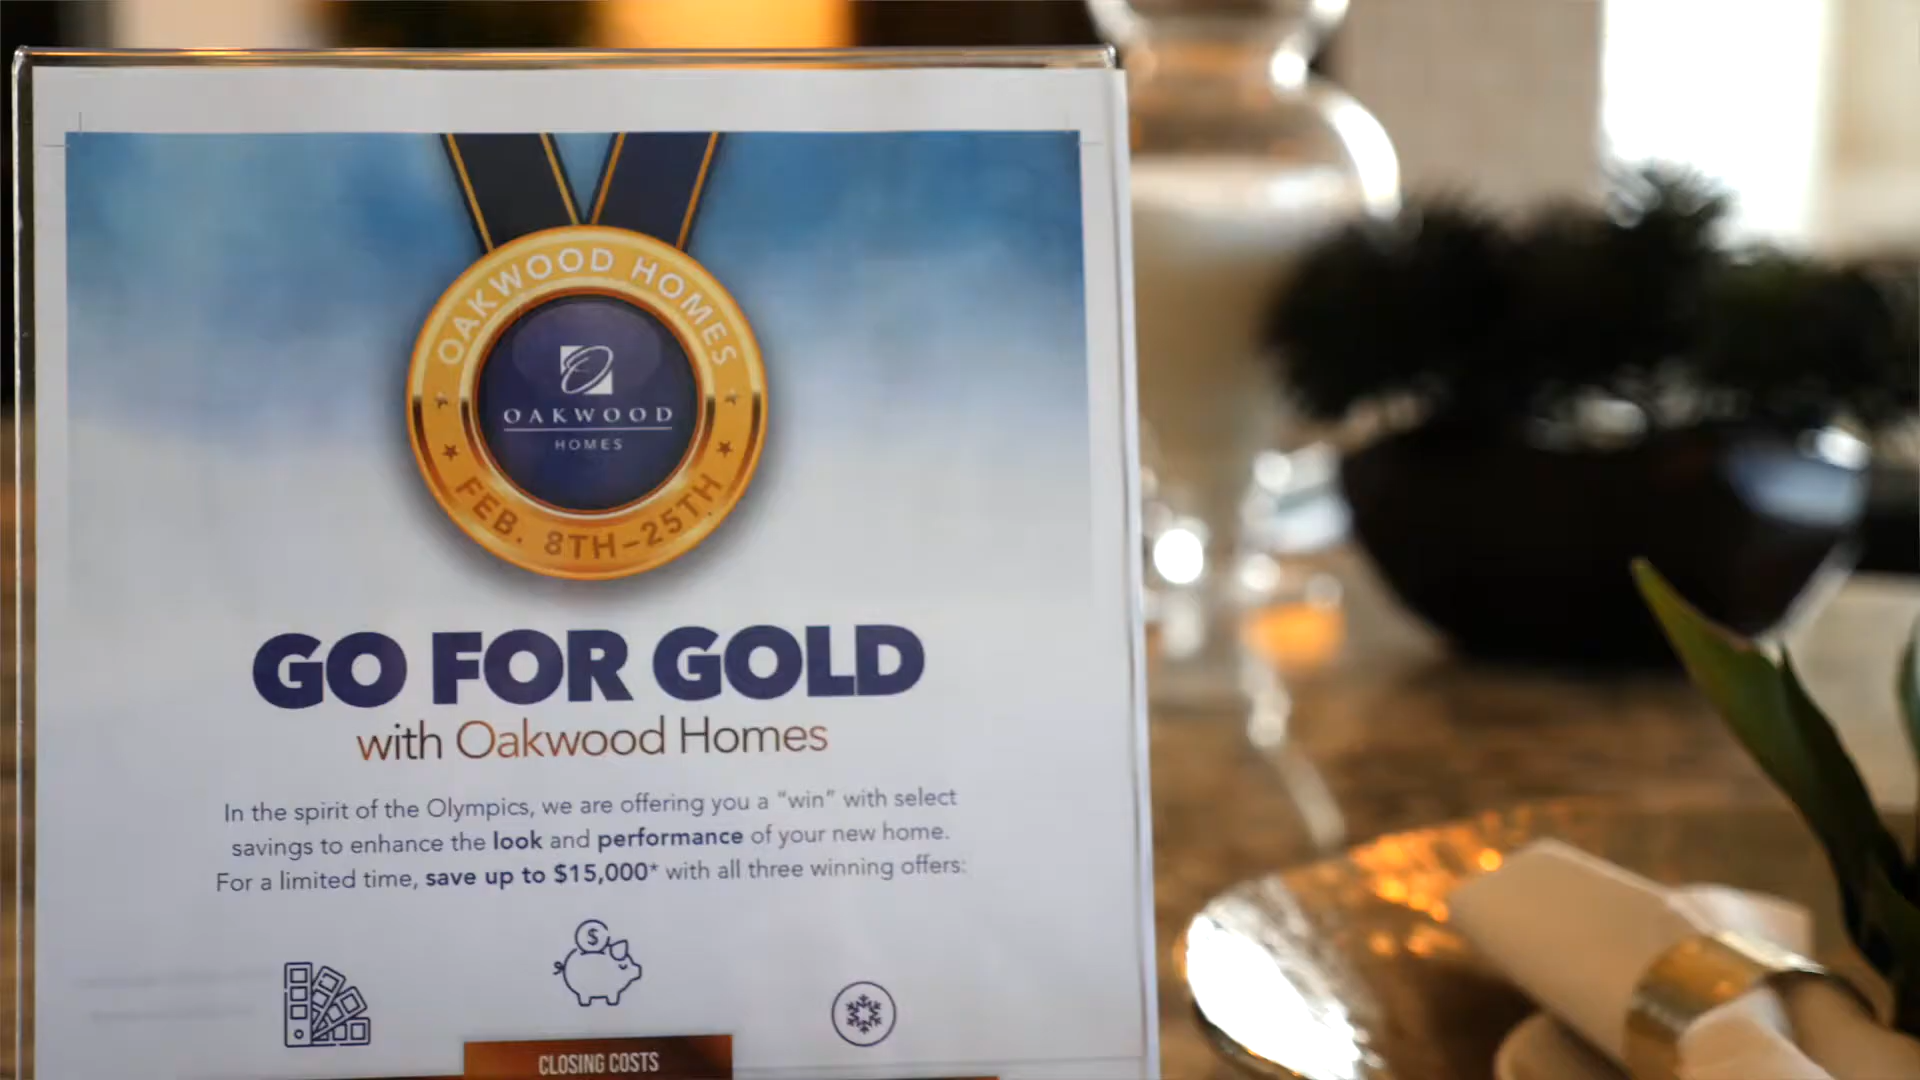 OAKWOOD HOMES
OAKWOOD
HOMES
FEB. 8TH–25TH
GO FOR GOLD
with Oakwood Homes
In the spirit of the Olympics, we are offering you a “win” with select
savings to enhance the look and performance of your new home.
For a limited time, save up to $15,000* with all three winning offers:
$
CLOSING COSTS